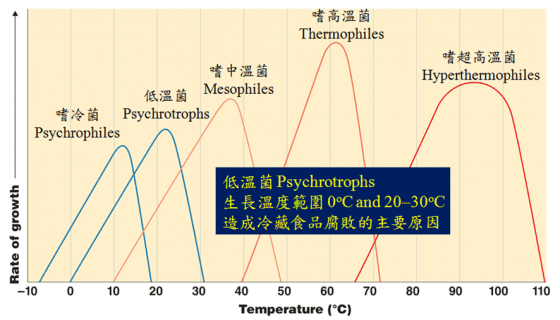 嗜高溫菌
Thermophiles
嗜超高溫菌
Hyperthermophiles
嗜中溫菌
Mesophiles
低溫菌
Psychrotrophs
嗜冷菌
Psychrophiles
低溫菌 Psychrotrophs
生長溫度範圍 0°C and 20–30°C
造成冷藏食品腐敗的主要原因
Rate of growth
–10 0 10 20 30 40 50 60 70 80 90 100 110
Temperature (°C)